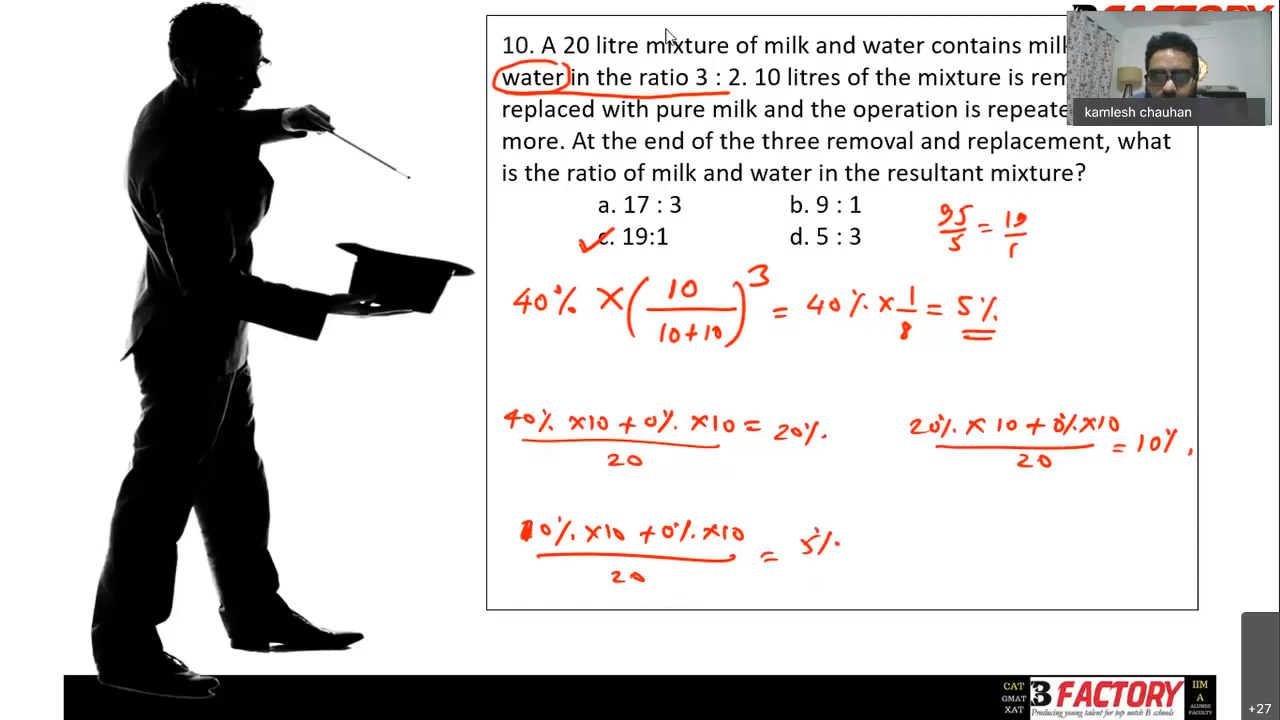 10. A 20 litre mixture of milk and water contains milk
water in the ratio 3 : 2. 10 litres of the mixture is rem
replaced with pure milk and the operation is repeate
more. At the end of the three removal and replacement, what
is the ratio of milk and water in the resultant mixture?
a. 17 : 3 b. 9 : 1
c. 19:1 d. 5 : 3
95/5 = 19/1
40% × (10/(10+10))^3 = 40% × 1/8 = 5%
(40% ×10 + 0% ×10)/20 = 20%. (20% × 10 + 0% ×10)/20 = 10%,
(10% ×10 + 0% ×10)/20 = 5%
kamlesh chauhan
CAT
GMAT
XAT
B FACTORY
Producing young talent for top notch B schools
IIM
A
ALUMNI
FACULTY
+27